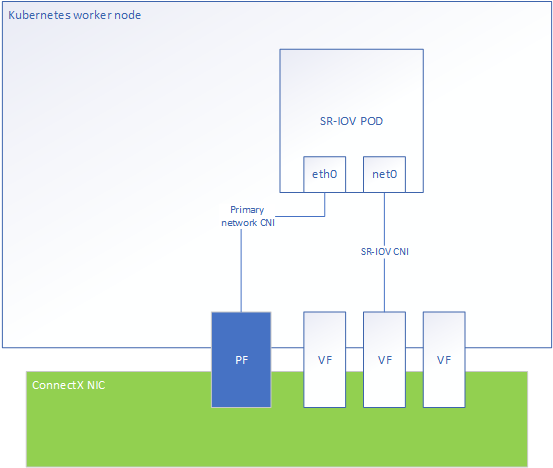 Kubernetes worker node
SR-IOV POD
eth0
net0
Primary
network CNI
SR-IOV CNI
PF
VF
VF
VF
ConnectX NIC